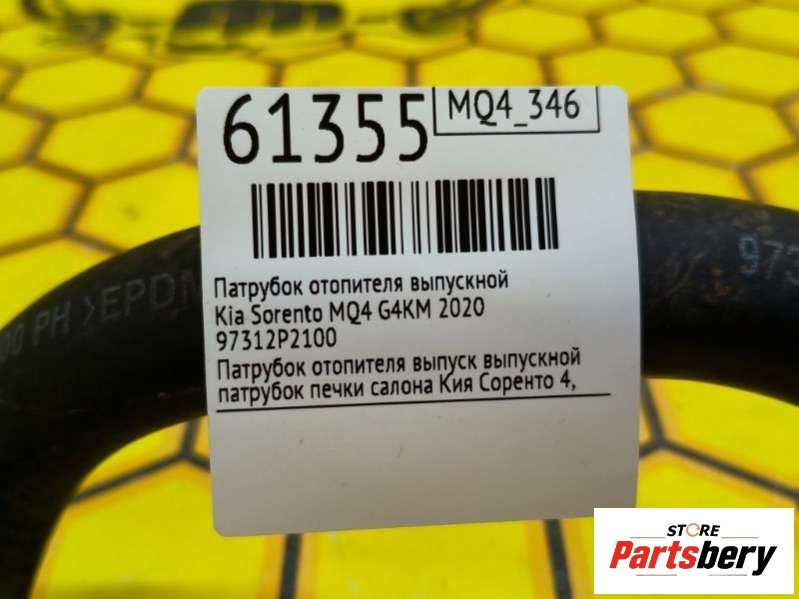 61355
MQ4_346
Патрубок отопителя выпускной
Kia Sorento MQ4 G4KM 2020
97312P2100
Патрубок отопителя выпуск выпускной
патрубок печки салона Кия Соренто 4,
00 PH >EPDM
973
STORE
Partsbery